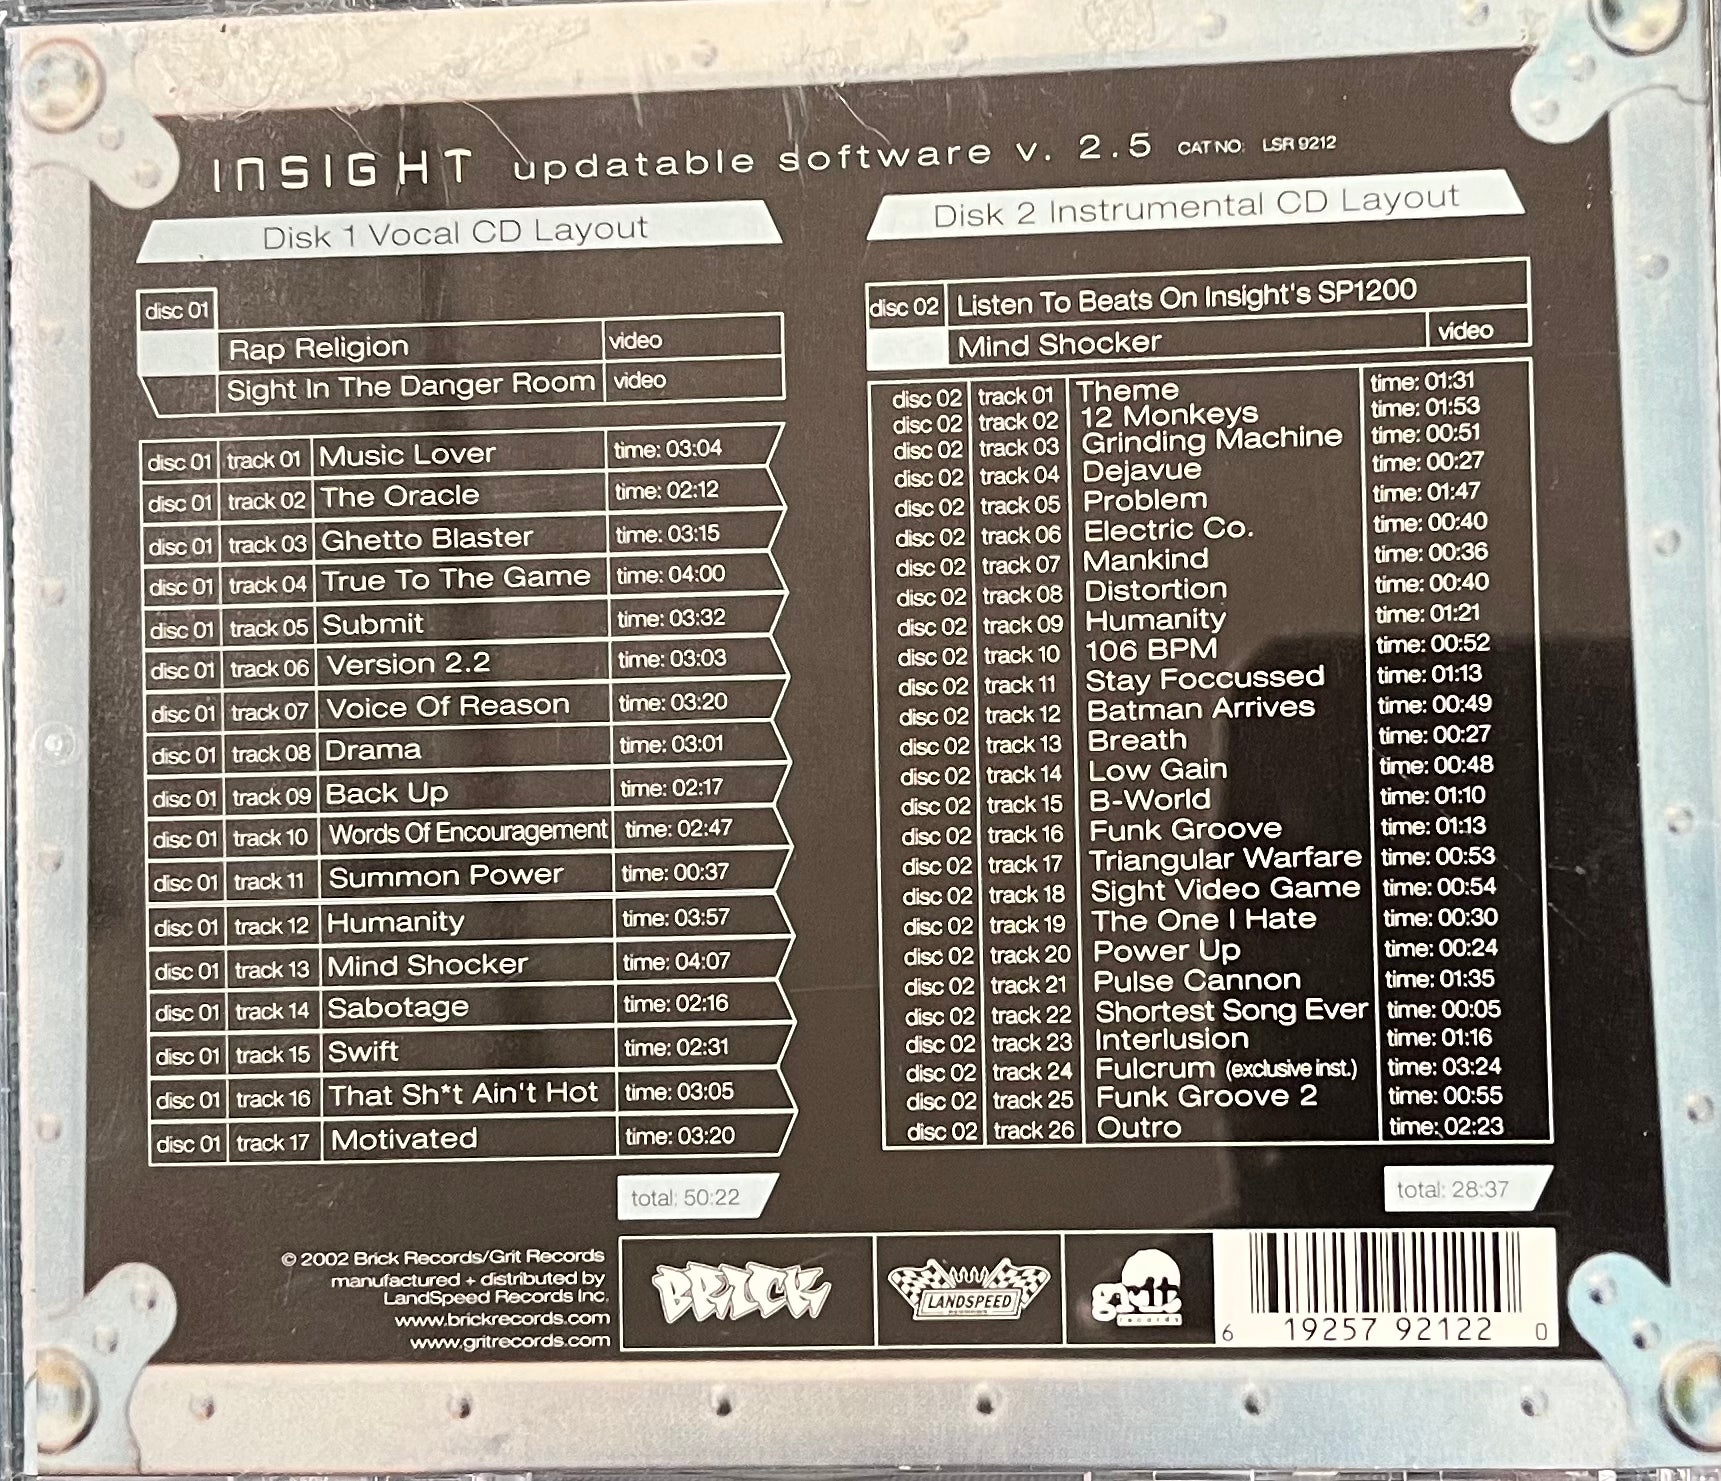 INSIGHT updatable software v. 2.5 CAT NO: LSR 9212
Disk 1 Vocal CD Layout
disc 01
Rap Religion video
Sight In The Danger Room video
disc 01 track 01 Music Lover time: 03:04
disc 01 track 02 The Oracle time: 02:12
disc 01 track 03 Ghetto Blaster time: 03:15
disc 01 track 04 True To The Game time: 04:00
disc 01 track 05 Submit time: 03:32
disc 01 track 06 Version 2.2 time: 03:03
disc 01 track 07 Voice Of Reason time: 03:20
disc 01 track 08 Drama time: 03:01
disc 01 track 09 Back Up time: 02:17
disc 01 track 10 Words Of Encouragement time: 02:47
disc 01 track 11 Summon Power time: 00:37
disc 01 track 12 Humanity time: 03:57
disc 01 track 13 Mind Shocker time: 04:07
disc 01 track 14 Sabotage time: 02:16
disc 01 track 15 Swift time: 02:31
disc 01 track 16 That Sh*t Ain't Hot time: 03:05
disc 01 track 17 Motivated time: 03:20
total: 50:22
Disk 2 Instrumental CD Layout
disc 02 Listen To Beats On Insight's SP1200
Mind Shocker video
disc 02 track 01 Theme time: 01:31
disc 02 track 02 12 Monkeys time: 01:53
disc 02 track 03 Grinding Machine time: 00:51
disc 02 track 04 Dejavue time: 00:27
disc 02 track 05 Problem time: 01:47
disc 02 track 06 Electric Co. time: 00:40
disc 02 track 07 Mankind time: 00:36
disc 02 track 08 Distortion time: 00:40
disc 02 track 09 Humanity time: 01:21
disc 02 track 10 106 BPM time: 00:52
disc 02 track 11 Stay Foccussed time: 01:13
disc 02 track 12 Batman Arrives time: 00:49
disc 02 track 13 Breath time: 00:27
disc 02 track 14 Low Gain time: 00:48
disc 02 track 15 B-World time: 01:10
disc 02 track 16 Funk Groove time: 01:13
disc 02 track 17 Triangular Warfare time: 00:53
disc 02 track 18 Sight Video Game time: 00:54
disc 02 track 19 The One I Hate time: 00:30
disc 02 track 20 Power Up time: 00:24
disc 02 track 21 Pulse Cannon time: 01:35
disc 02 track 22 Shortest Song Ever time: 00:05
disc 02 track 23 Interlusion time: 01:16
disc 02 track 24 Fulcrum (exclusive inst.) time: 03:24
disc 02 track 25 Funk Groove 2 time: 00:55
disc 02 track 26 Outro time: 02:23
total: 28:37
© 2002 Brick Records/Grit Records
manufactured + distributed by
LandSpeed Records Inc.
www.brickrecords.com
www.gritrecords.com
BRICK
LANDSPEED
grit
records
6 19257 92122 0